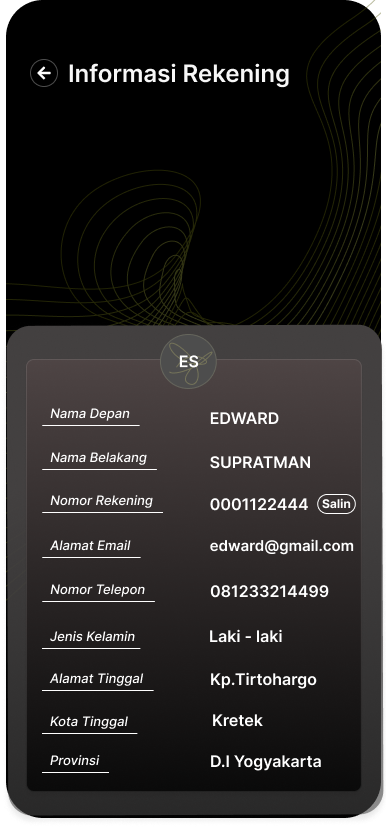 Informasi Rekening
ES
Nama Depan EDWARD
Nama Belakang SUPRATMAN
Nomor Rekening 0001122444 Salin
Alamat Email edward@gmail.com
Nomor Telepon 081233214499
Jenis Kelamin Laki - laki
Alamat Tinggal Kp.Tirtohargo
Kota Tinggal Kretek
Provinsi D.I Yogyakarta